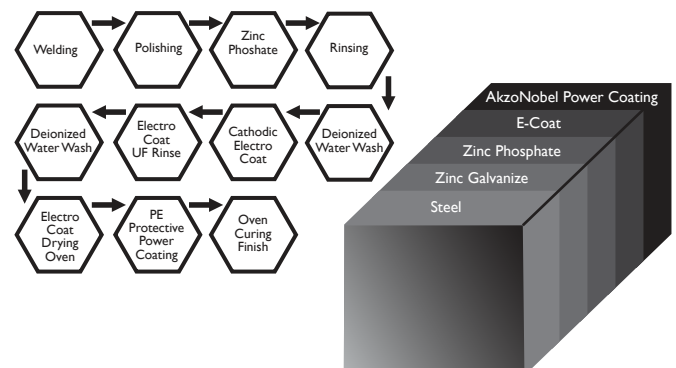 Welding
Polishing
Zinc
Phoshate
Rinsing
Deionized
Water Wash
Electro
Coat
UF Rinse
Cathodic
Electro
Coat
Deionized
Water Wash
Electro
Coat
Drying
Oven
PE
Protective
Power
Coating
Oven
Curing
Finish
AkzoNobel Power Coating
E-Coat
Zinc Phosphate
Zinc Galvanize
Steel